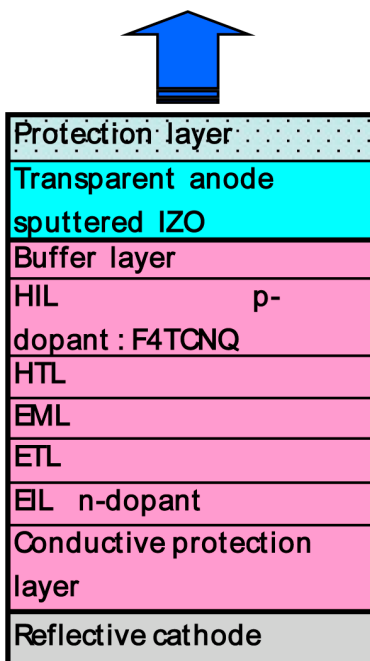 Protection layer
Transparent anode
sputtered IZO
Buffer layer
HIL p-
dopant : F4TCNQ
HTL
EML
ETL
EIL n-dopant
Conductive protection
layer
Reflective cathode